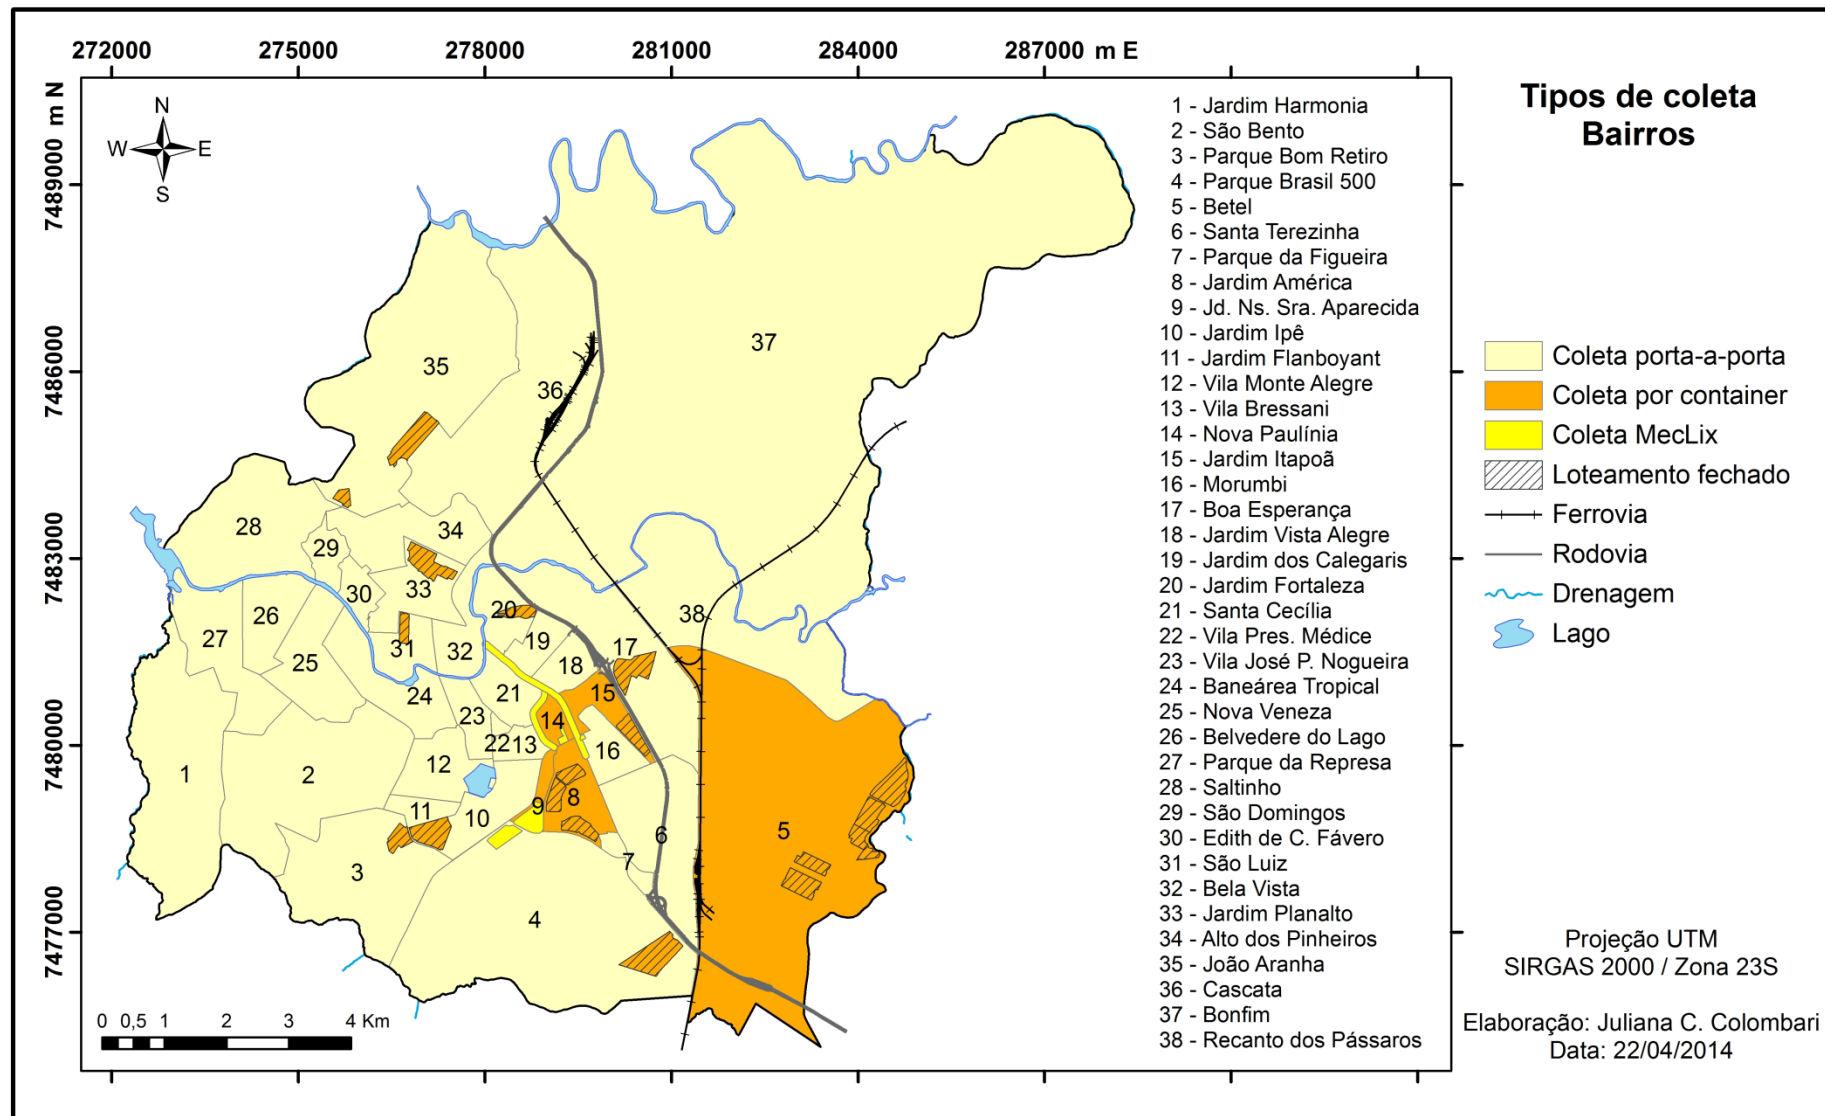 272000 275000 278000 281000 284000 287000 m E
7489000 m N
7486000
7483000
7480000
7477000
N
W E
S
37
35
36
28
34
29
38
30
33
20
26
27
17
19
31
32
25
18
21
15
24
23
14
22
13
16
12
1
2
8
9
11
10
5
6
7
3
4
0 0,5 1 2 3 4 Km
1 - Jardim Harmonia
2 - São Bento
3 - Parque Bom Retiro
4 - Parque Brasil 500
5 - Betel
6 - Santa Terezinha
7 - Parque da Figueira
8 - Jardim América
9 - Jd. Ns. Sra. Aparecida
10 - Jardim Ipê
11 - Jardim Flanboyant
12 - Vila Monte Alegre
13 - Vila Bressani
14 - Nova Paulínia
15 - Jardim Itapoã
16 - Morumbi
17 - Boa Esperança
18 - Jardim Vista Alegre
19 - Jardim dos Calegaris
20 - Jardim Fortaleza
21 - Santa Cecília
22 - Vila Pres. Médice
23 - Vila José P. Nogueira
24 - Baneárea Tropical
25 - Nova Veneza
26 - Belvedere do Lago
27 - Parque da Represa
28 - Saltinho
29 - São Domingos
30 - Edith de C. Fávero
31 - São Luiz
32 - Bela Vista
33 - Jardim Planalto
34 - Alto dos Pinheiros
35 - João Aranha
36 - Cascata
37 - Bonfim
38 - Recanto dos Pássaros
Tipos de coleta
Bairros
Coleta porta-a-porta
Coleta por container
Coleta MecLix
Loteamento fechado
Ferrovia
Rodovia
Drenagem
Lago
Projeção UTM
SIRGAS 2000 / Zona 23S
Elaboração: Juliana C. Colombari
Data: 22/04/2014